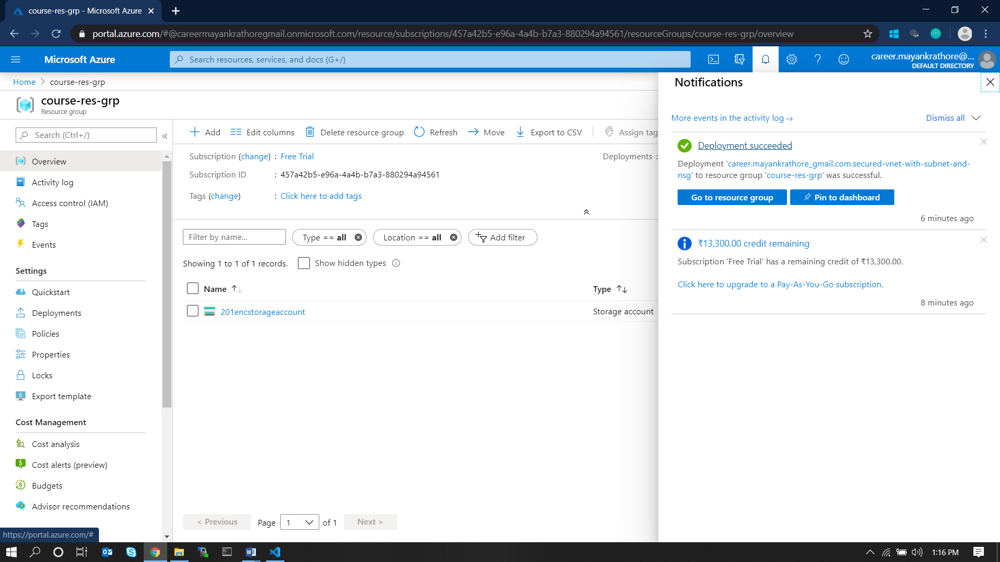 course-res-grp - Microsoft Azure
portal.azure.com/#@careermayankrathoregmail.onmicrosoft.com/resource/subscriptions/457a42b5-e96a-4a4b-b7a3-880294a94561/resourceGroups/course-res-grp/overview
m
Microsoft Azure
Search resources, services, and docs (G+/)
career.mayankrathore@...
DEFAULT DIRECTORY
Home > course-res-grp
course-res-grp
Resource group
Search (Ctrl+/)
«
Overview
Activity log
Access control (IAM)
Tags
Events
Settings
Quickstart
Deployments
Policies
Properties
Locks
Export template
Cost Management
Cost analysis
Cost alerts (preview)
Budgets
Advisor recommendations
https://portal.azure.com/#
Add Edit columns Delete resource group Refresh Move Export to CSV Assign tag
Subscription (change) : Free Trial Deployments :
Subscription ID : 457a42b5-e96a-4a4b-b7a3-880294a94561
Tags (change) : Click here to add tags
Filter by name... Type == all Location == all Add filter
Showing 1 to 1 of 1 records. Show hidden types
Name Type
201encstorageaccount Storage account
< Previous Page 1 of 1 Next >
Notifications
More events in the activity log → Dismiss all
Deployment succeeded
Deployment 'career.mayankrathore_gmail.com.secured-vnet-with-subnet-and-
nsg' to resource group 'course-res-grp' was successful.
Go to resource group Pin to dashboard
6 minutes ago
₹13,300.00 credit remaining
Subscription 'Free Trial' has a remaining credit of ₹13,300.00.
Click here to upgrade to a Pay-As-You-Go subscription.
8 minutes ago
1:16 PM